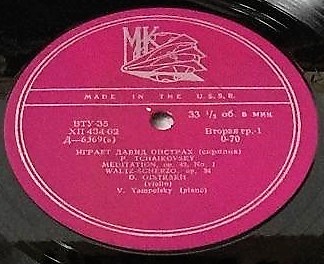 МК
MADE IN THE U.S.S.R.
ВТУ-35
33 ⅓ об. в мин
ХП 434-62
Вторая гр.-1
Д—6369(в)
0-70
ИГРАЕТ ДАВИД ОЙСТРАХ (скрипка)
P. TCHAIKOVSKY
MEDITATION, op. 42, No. 1
WALTZ-SCHERZO, op. 34
D. OISTRAKH
(violin)
V. Yampolsky (piano)